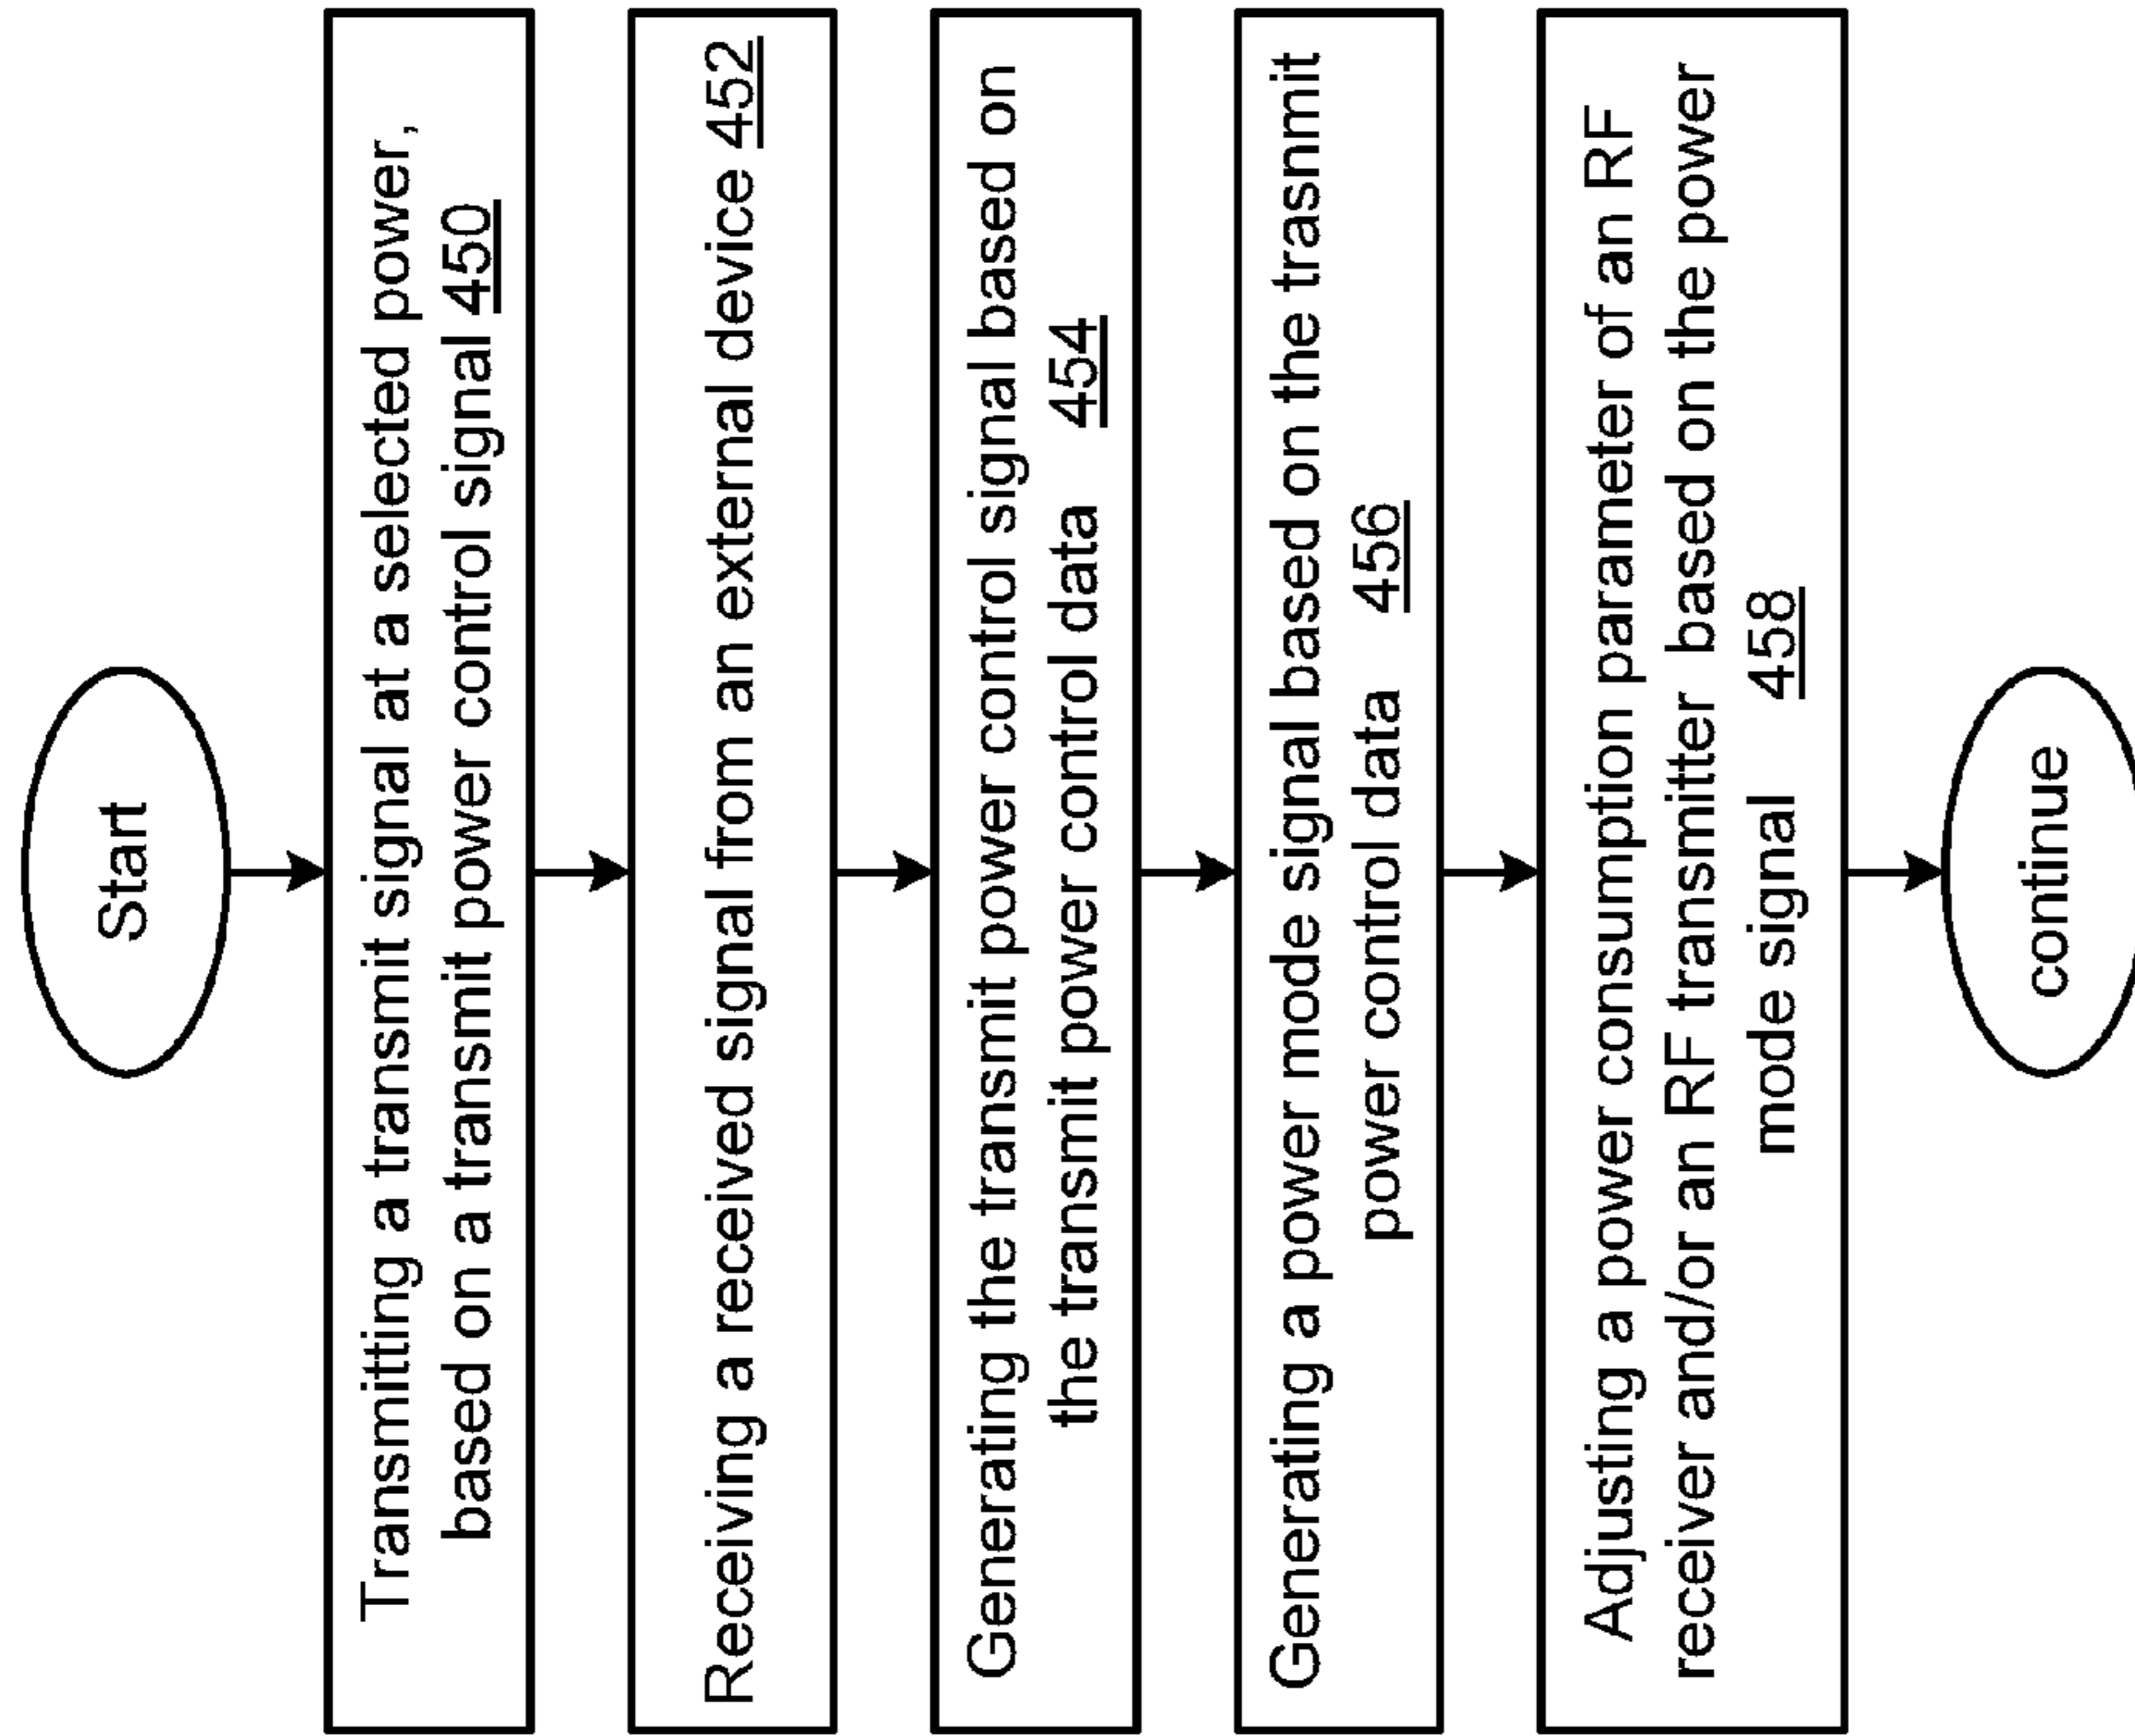 Start
Transmitting a transmit signal at a selected power,
based on a transmit power control signal 450
Receiving a received signal from an external device 452
Generating the transmit power control signal based on
the transmit power control data 454
Generating a power mode signal based on the trasnmit
power control data 456
Adjusting a power consumption parameter of an RF
receiver and/or an RF transmitter based on the power
mode signal 458
continue